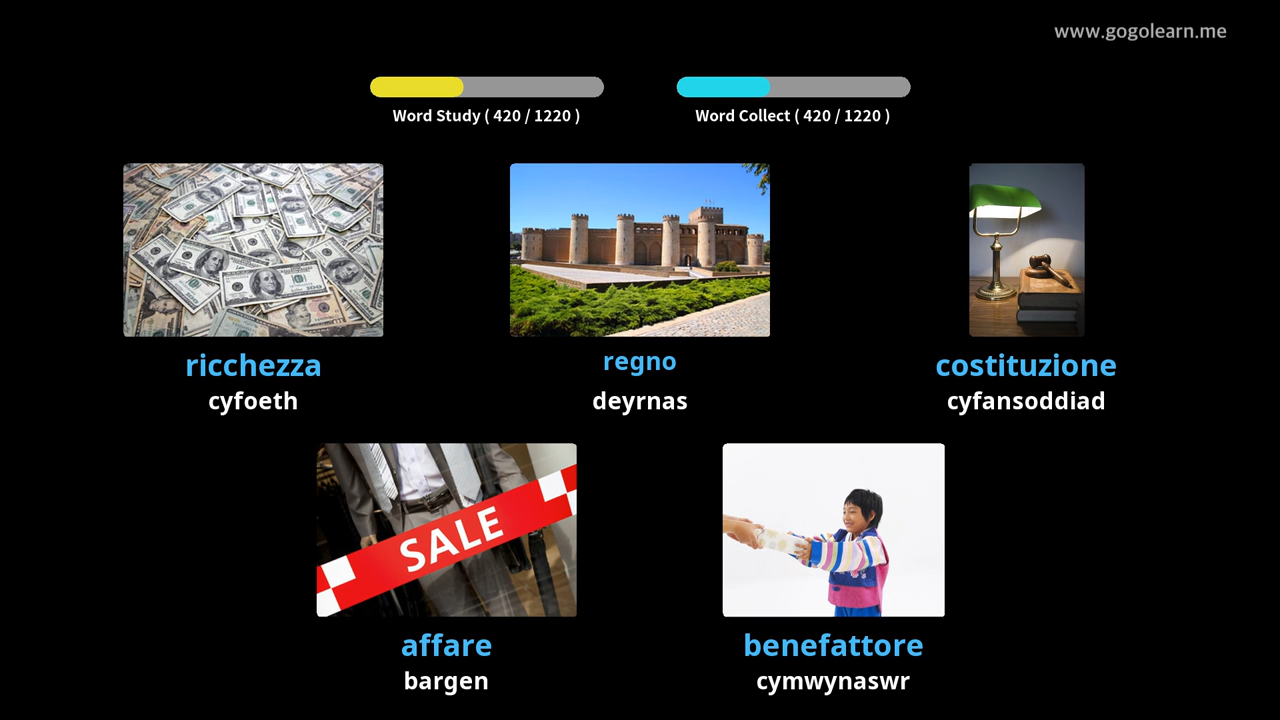 www.gogolearn.me
Word Study ( 420 / 1220 )
Word Collect ( 420 / 1220 )
ricchezza
cyfoeth
regno
deyrnas
costituzione
cyfansoddiad
SALE
affare
bargen
benefattore
cymwynaswr